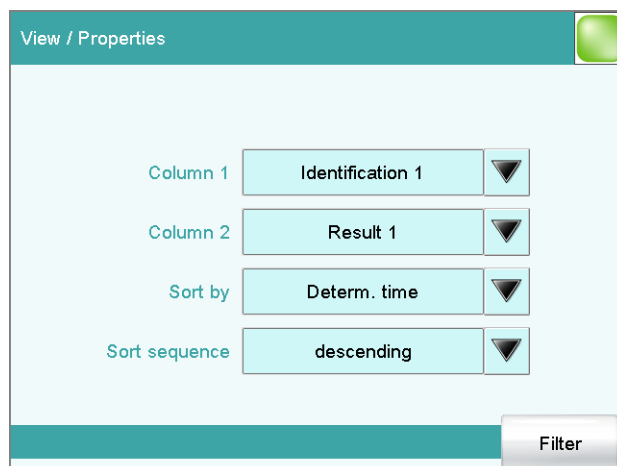 View / Properties
Column 1 Identification 1
Column 2 Result 1
Sort by Determ. time
Sort sequence descending
Filter